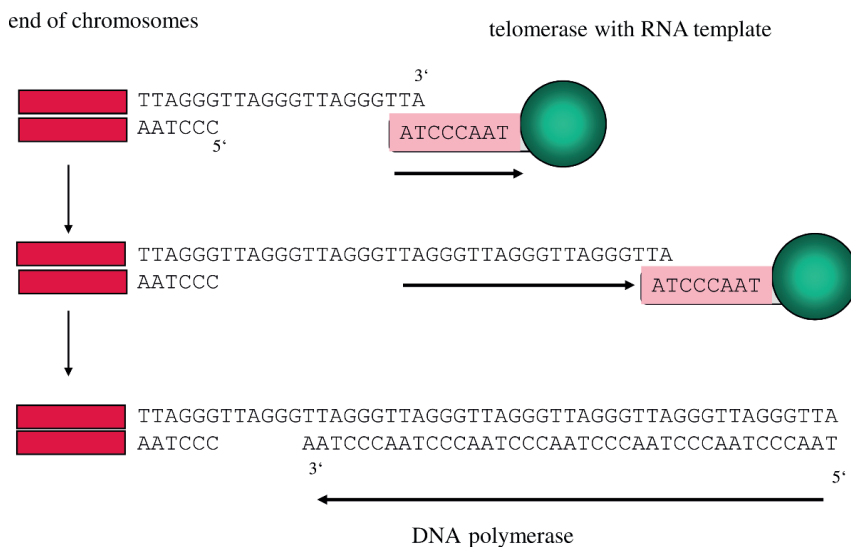 end of chromosomes
telomerase with RNA template
3‘
TTAGGGTTAGGGTTAGGGTTA
AATCCC
ATCCCAAT
5‘
TTAGGGTTAGGGTTAGGGTTAGGGTTAGGGTTAGGGTTA
AATCCC
ATCCCAAT
TTAGGGTTAGGGTTAGGGTTAGGGTTAGGGTTAGGGTTAGGGTTAGGGTTA
AATCCC AATCCCAATCCCAATCCCAATCCCAATCCCAATCCCAAT
3‘ 5‘
DNA polymerase